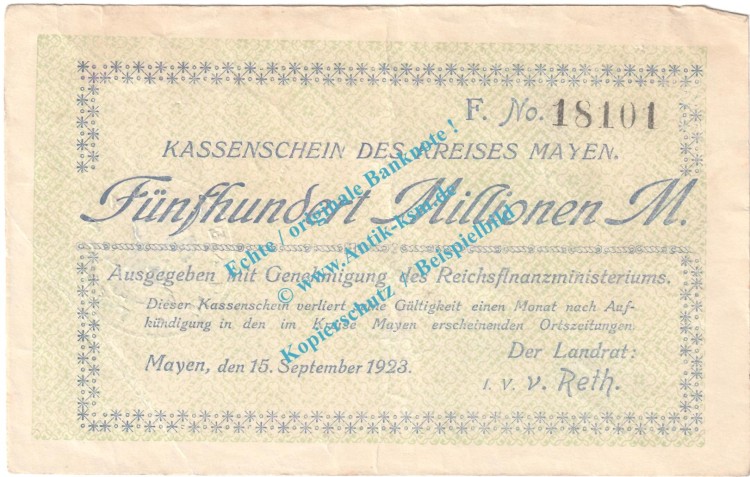 F. No. 18101
KASSENSCHEIN DES KREISES MAYEN.
Fünfhundert Millionen M.
Ausgegeben mit Genehmigung des Reichsfinanzministeriums.
Dieser Kassenschein verliert seine Gültigkeit einen Monat nach Auf-
kündigung in den im Kreise Mayen erscheinenden Ortszeitungen
Mayen, den 15. September 1923.
Der Landrat:
I. V. v. Reth.
Echte / originale Banknote !
© www.Antik-ksm.de
Kopierschutz / Beispielbild